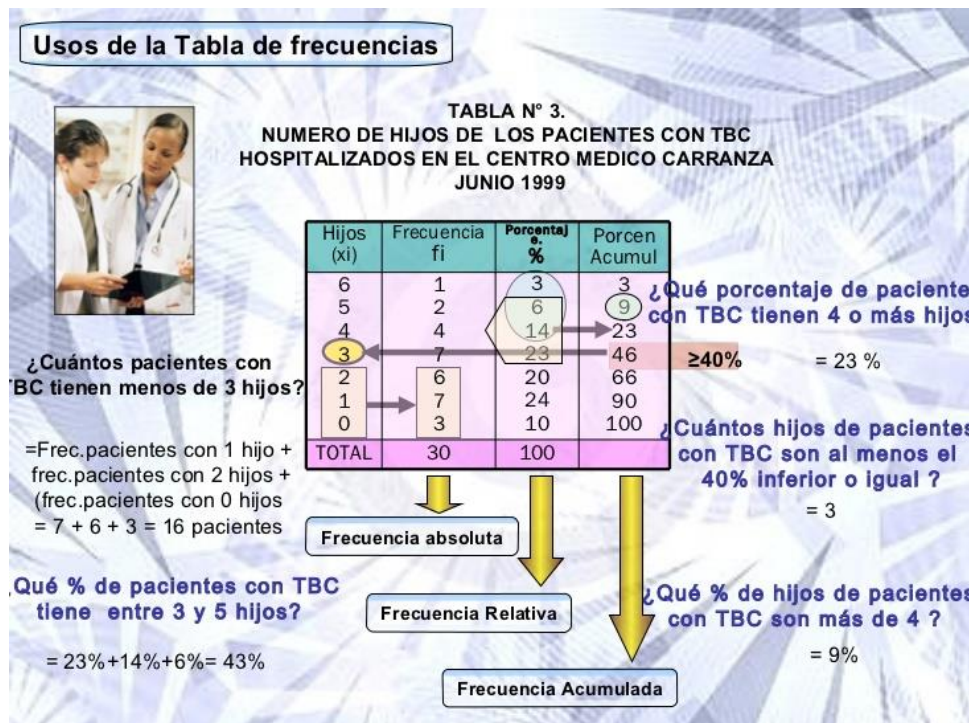 Usos de la Tabla de frecuencias
TABLA N° 3.
NUMERO DE HIJOS DE LOS PACIENTES CON TBC
HOSPITALIZADOS EN EL CENTRO MEDICO CARRANZA
JUNIO 1999
Hijos (xi) Frecuencia fi Porcentaje. % Porcen Acumul
6 1 3 3
5 2 6 9
4 4 14 23
3 7 23 46
2 6 20 66
1 7 24 90
0 3 10 100
TOTAL 30 100
¿Cuántos pacientes con
TBC tienen menos de 3 hijos?
=Frec.pacientes con 1 hijo +
frec.pacientes con 2 hijos +
(frec.pacientes con 0 hijos
= 7 + 6 + 3 = 16 pacientes
Qué % de pacientes con TBC
tiene entre 3 y 5 hijos?
= 23%+14%+6%= 43%
¿Qué porcentaje de paciente
con TBC tienen 4 o más hijos
≥40%
= 23 %
¿Cuántos hijos de pacientes
con TBC son al menos el
40% inferior o igual ?
= 3
¿Qué % de hijos de pacientes
con TBC son más de 4 ?
= 9%
Frecuencia absoluta
Frecuencia Relativa
Frecuencia Acumulada